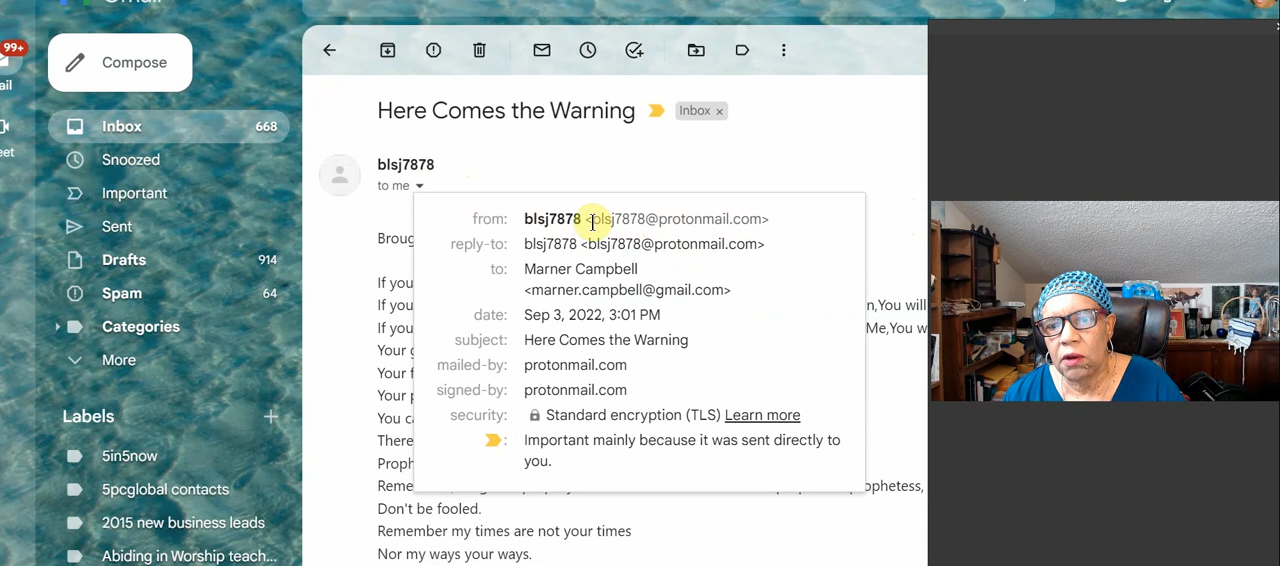 99+
Compose
Inbox 668
Snoozed
Important
Sent
Drafts 914
Spam 64
Categories
More
Labels
5in5now
5pcglobal contacts
2015 new business leads
Abiding in Worship teach...
Here Comes the Warning Inbox ×
blsj7878
to me
from: blsj7878 <blsj7878@protonmail.com>
reply-to: blsj7878 <blsj7878@protonmail.com>
to: Marner Campbell
<marner.campbell@gmail.com>
date: Sep 3, 2022, 3:01 PM
subject: Here Comes the Warning
mailed-by: protonmail.com
signed-by: protonmail.com
security: Standard encryption (TLS) Learn more
: Important mainly because it was sent directly to
you.
If you
If you n,You will
If you Me,You w
Your
Your
Your
You
There
Don't be fooled.
Remember my times are not your times
Nor my ways your ways.